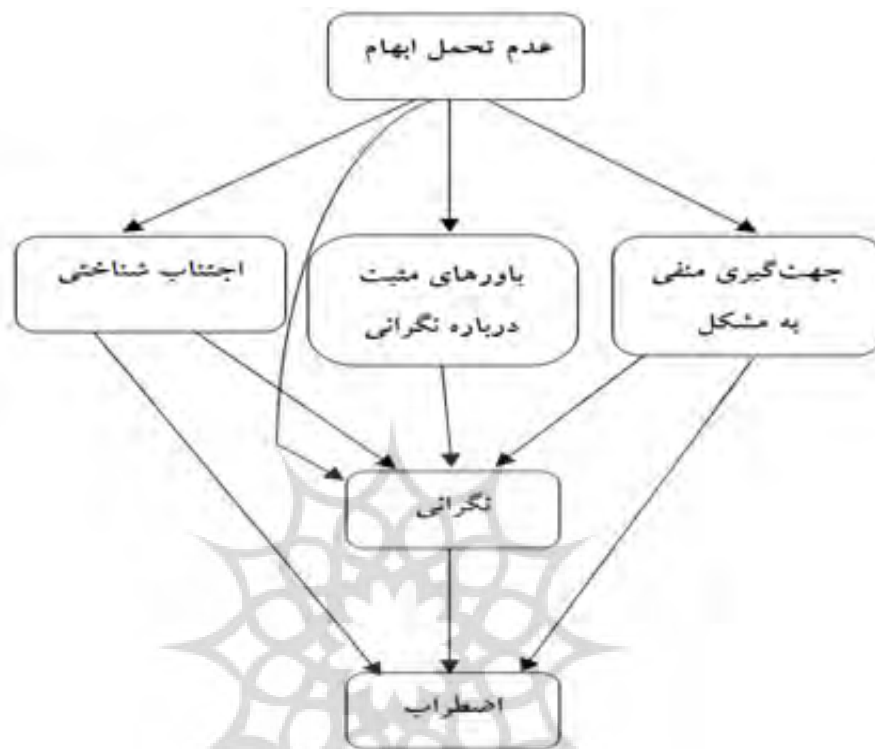 عدم تحمل ابهام
جهت‌گیری منفی
به مشکل
باورهای مثبت
درباره نگرانی
اجتناب شناختی
نگرانی
اضطراب